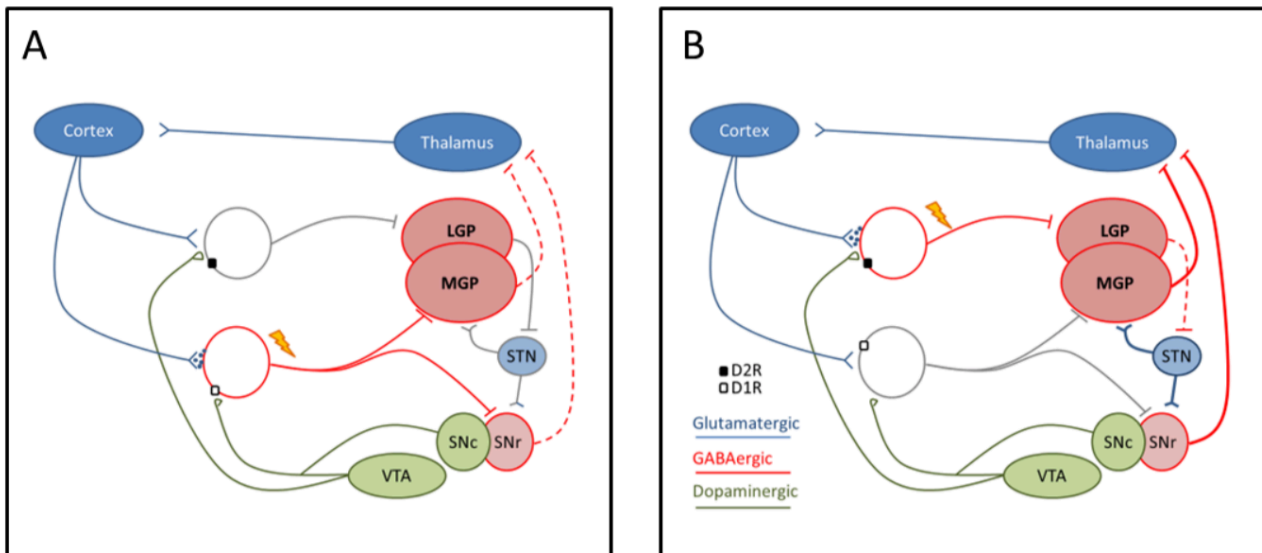 A
Cortex
Thalamus
LGP
MGP
STN
SNc
SNr
VTA
B
Cortex
Thalamus
LGP
MGP
STN
D2R
D1R
Glutamatergic
GABAergic
Dopaminergic
SNc
SNr
VTA